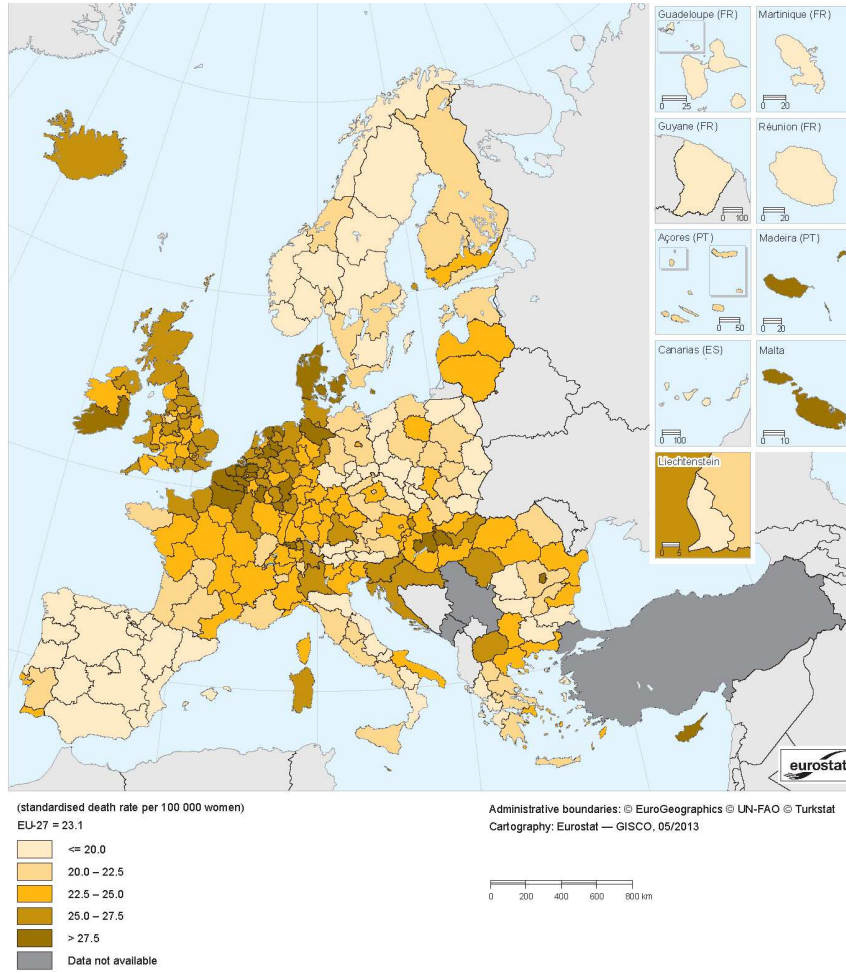 Guadeloupe (FR)
0 25
Martinique (FR)
0 20
Guyane (FR)
0 100
Réunion (FR)
0 20
Açores (PT)
0 50
Madeira (PT)
0 20
Canarias (ES)
0 100
Malta
0 10
Liechtenstein
0 5
eurostat
(standardised death rate per 100 000 women)
EU-27 = 23.1
<= 20.0
20.0 – 22.5
22.5 – 25.0
25.0 – 27.5
> 27.5
Data not available
Administrative boundaries: © EuroGeographics © UN-FAO © Turkstat
Cartography: Eurostat — GISCO, 05/2013
0 200 400 600 800 km